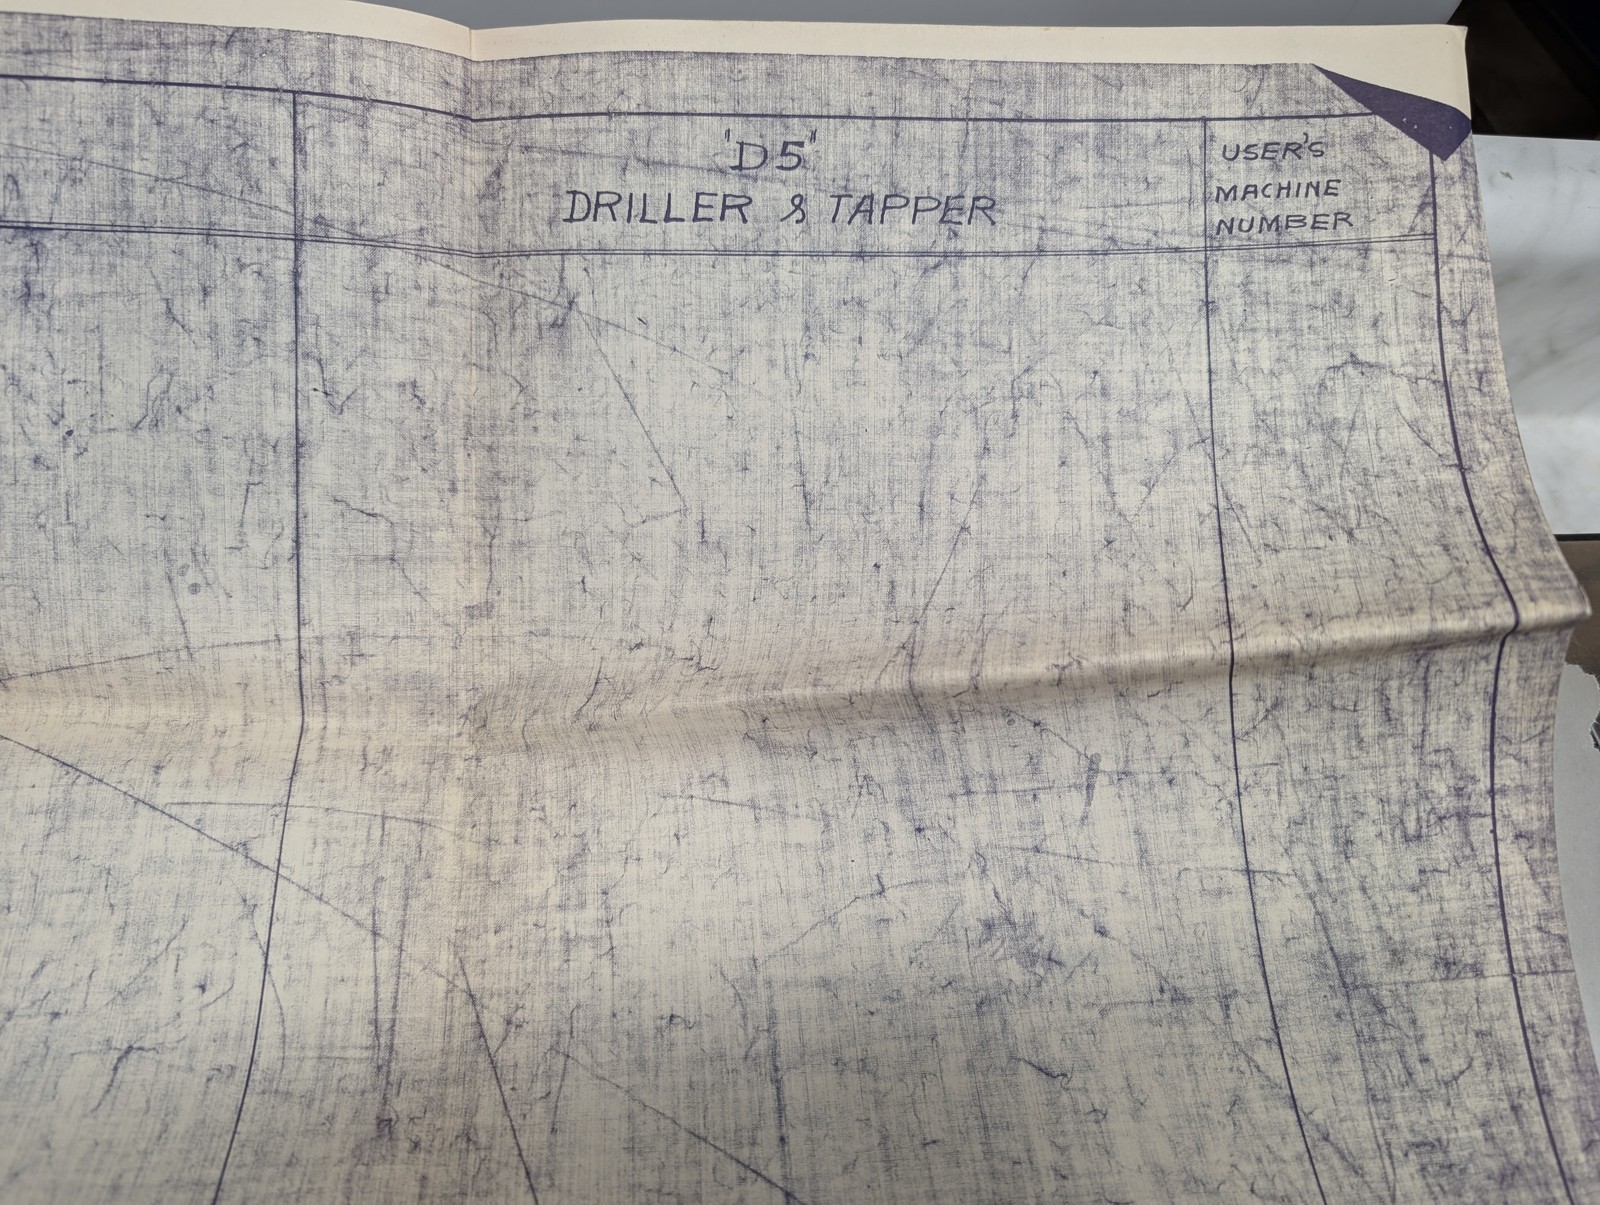 "D5"
DRILLER & TAPPER
USER'S
MACHINE
NUMBER